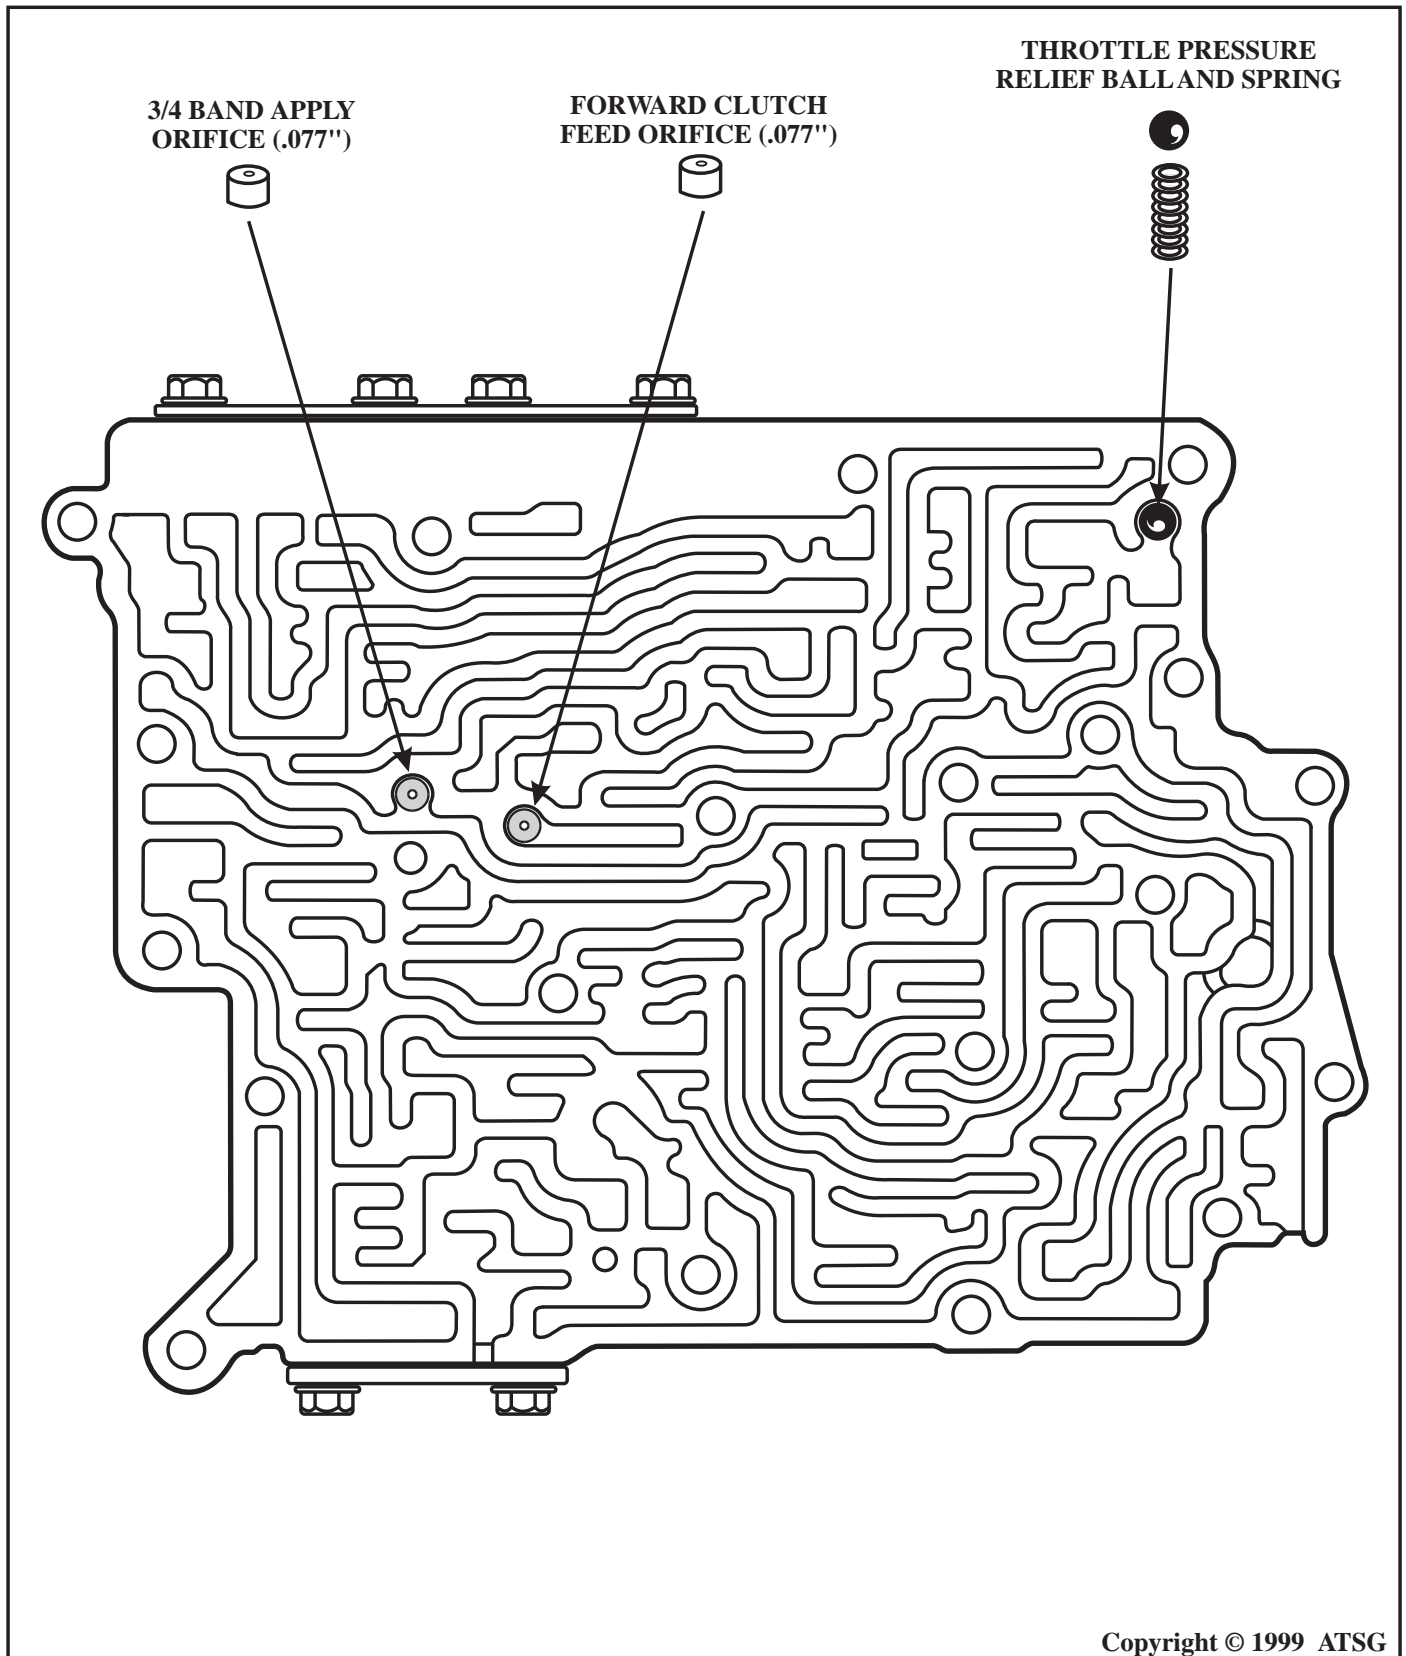 THROTTLE PRESSURE
RELIEF BALL AND SPRING
3/4 BAND APPLY
ORIFICE (.077")
FORWARD CLUTCH
FEED ORIFICE (.077")
Copyright © 1999 ATSG